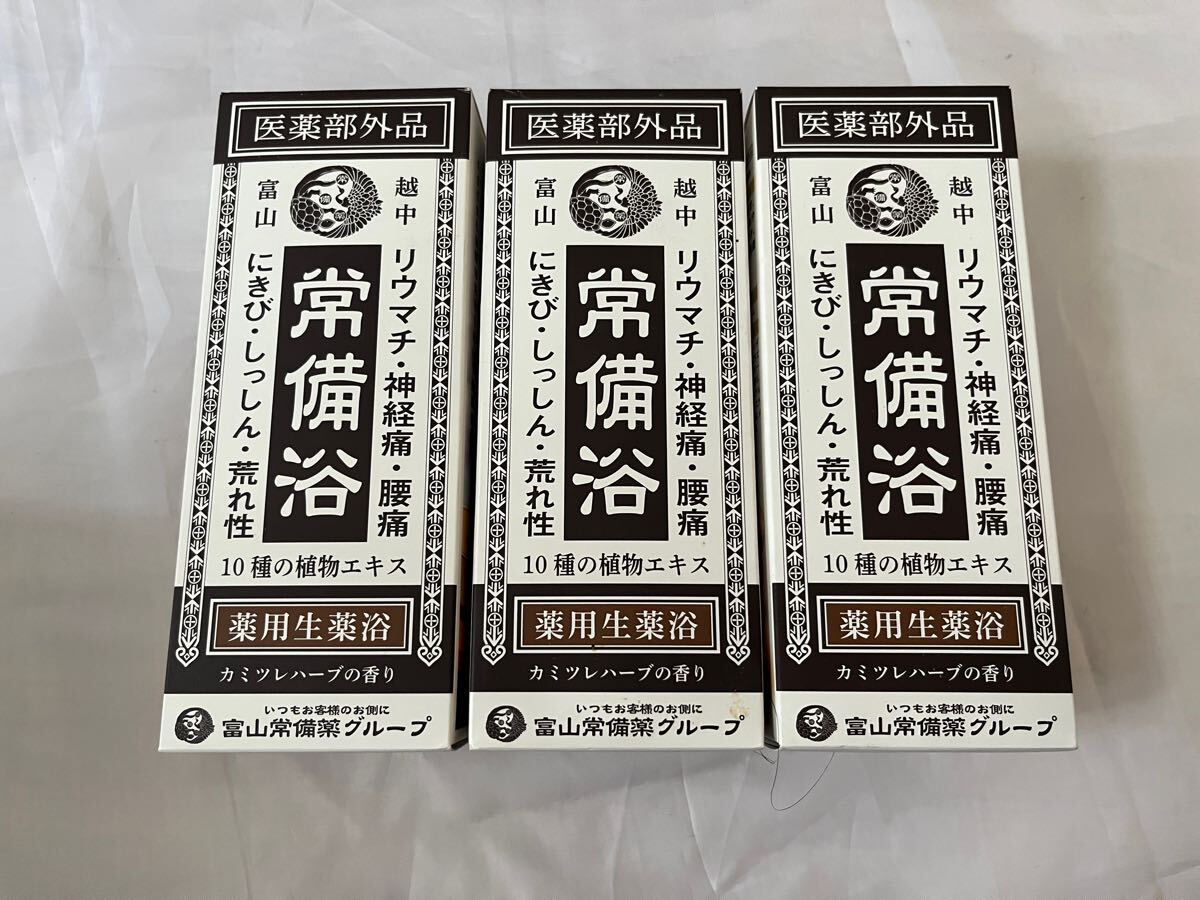 医薬部外品
越中
富山
常備薬
リウマチ・神経痛・腰痛
常備浴
にきび・しっしん・荒れ性
10種の植物エキス
薬用生薬浴
カミツレハーブの香り
いつもお客様のお側に
富山常備薬グループ
医薬部外品
越中
富山
常備薬
リウマチ・神経痛・腰痛
常備浴
にきび・しっしん・荒れ性
10種の植物エキス
薬用生薬浴
カミツレハーブの香り
いつもお客様のお側に
富山常備薬グループ
医薬部外品
越中
富山
常備薬
リウマチ・神経痛・腰痛
常備浴
にきび・しっしん・荒れ性
10種の植物エキス
薬用生薬浴
カミツレハーブの香り
いつもお客様のお側に
富山常備薬グループ